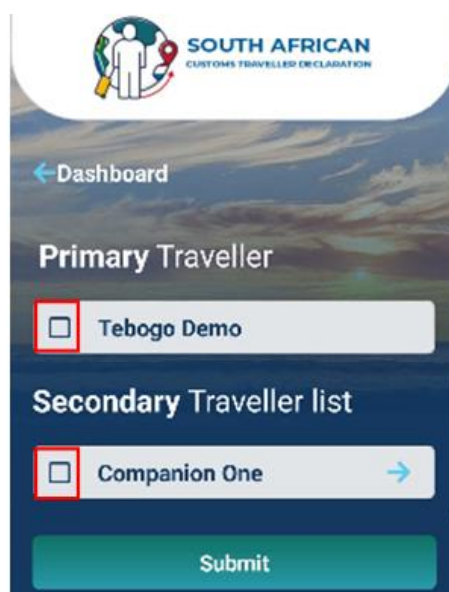 SOUTH AFRICAN
CUSTOMS TRAVELLER DECLARATION
Dashboard
Primary Traveller
Tebogo Demo
Secondary Traveller list
Companion One
Submit